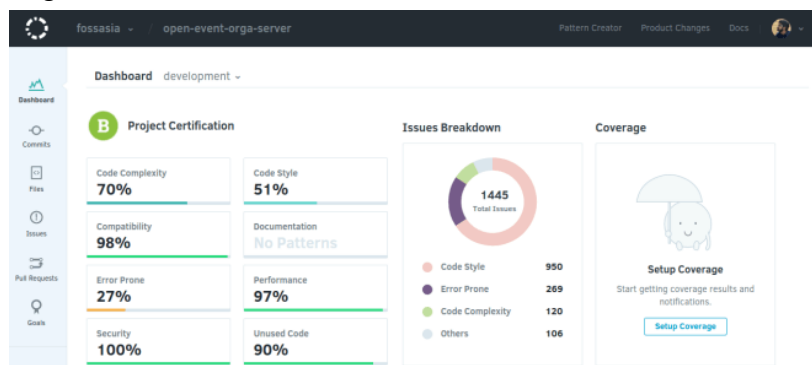 fossasia / open-event-orga-server Pattern Creator Product Changes Docs
Dashboard
Commits
Files
Issues
Pull Requests
Goals
Dashboard development
B Project Certification
Code Complexity
70%
Code Style
51%
Compatibility
98%
Documentation
No Patterns
Error Prone
27%
Performance
97%
Security
100%
Unused Code
90%
Issues Breakdown
1445
Total Issues
Code Style 950
Error Prone 269
Code Complexity 120
Others 106
Coverage
Setup Coverage
Start getting coverage results and
notifications.
Setup Coverage